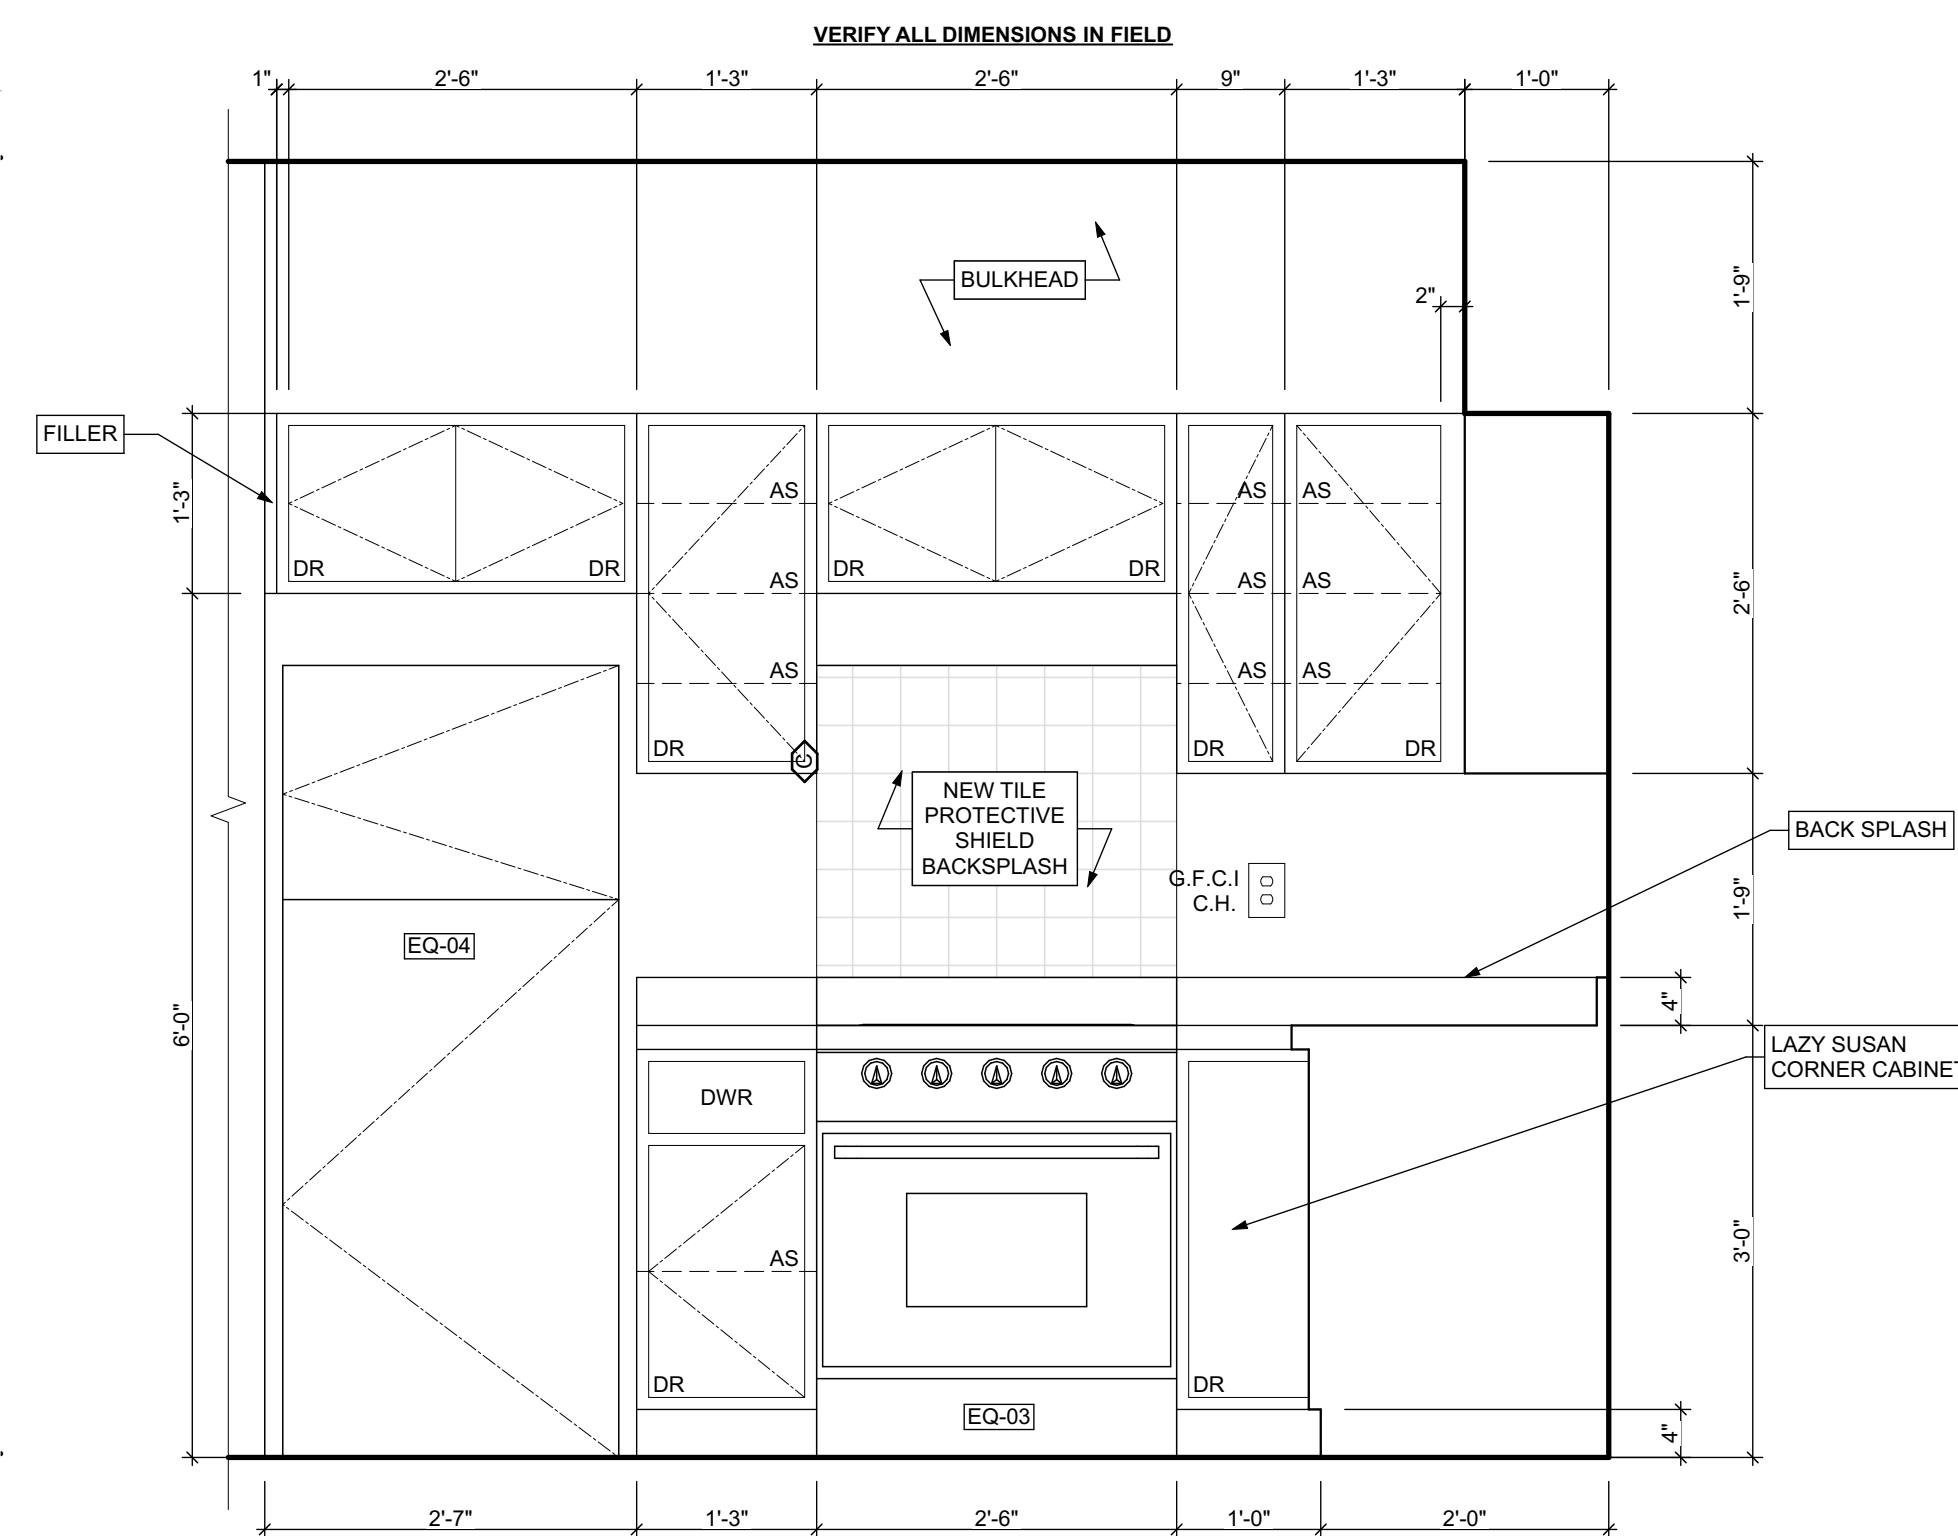 VERIFY ALL DIMENSIONS IN FIELD
1" 2'-6" 1'-3" 2'-6" 9" 1'-3" 1'-0"
BULKHEAD
1'-9"
2"
FILLER
1'-3"
AS AS AS
DR DR DR DR
AS AS AS
2'-6"
AS AS AS
DR DR DR
C
NEW TILE
PROTECTIVE
SHIELD
BACKSPLASH
BACK SPLASH
G.F.C.I
C.H.
1'-9"
EQ-04
6'-0"
4"
LAZY SUSAN
CORNER CABINE
DWR
3'-0"
AS
DR DR
EQ-03
4"
2'-7" 1'-3" 2'-6" 1'-0" 2'-0"